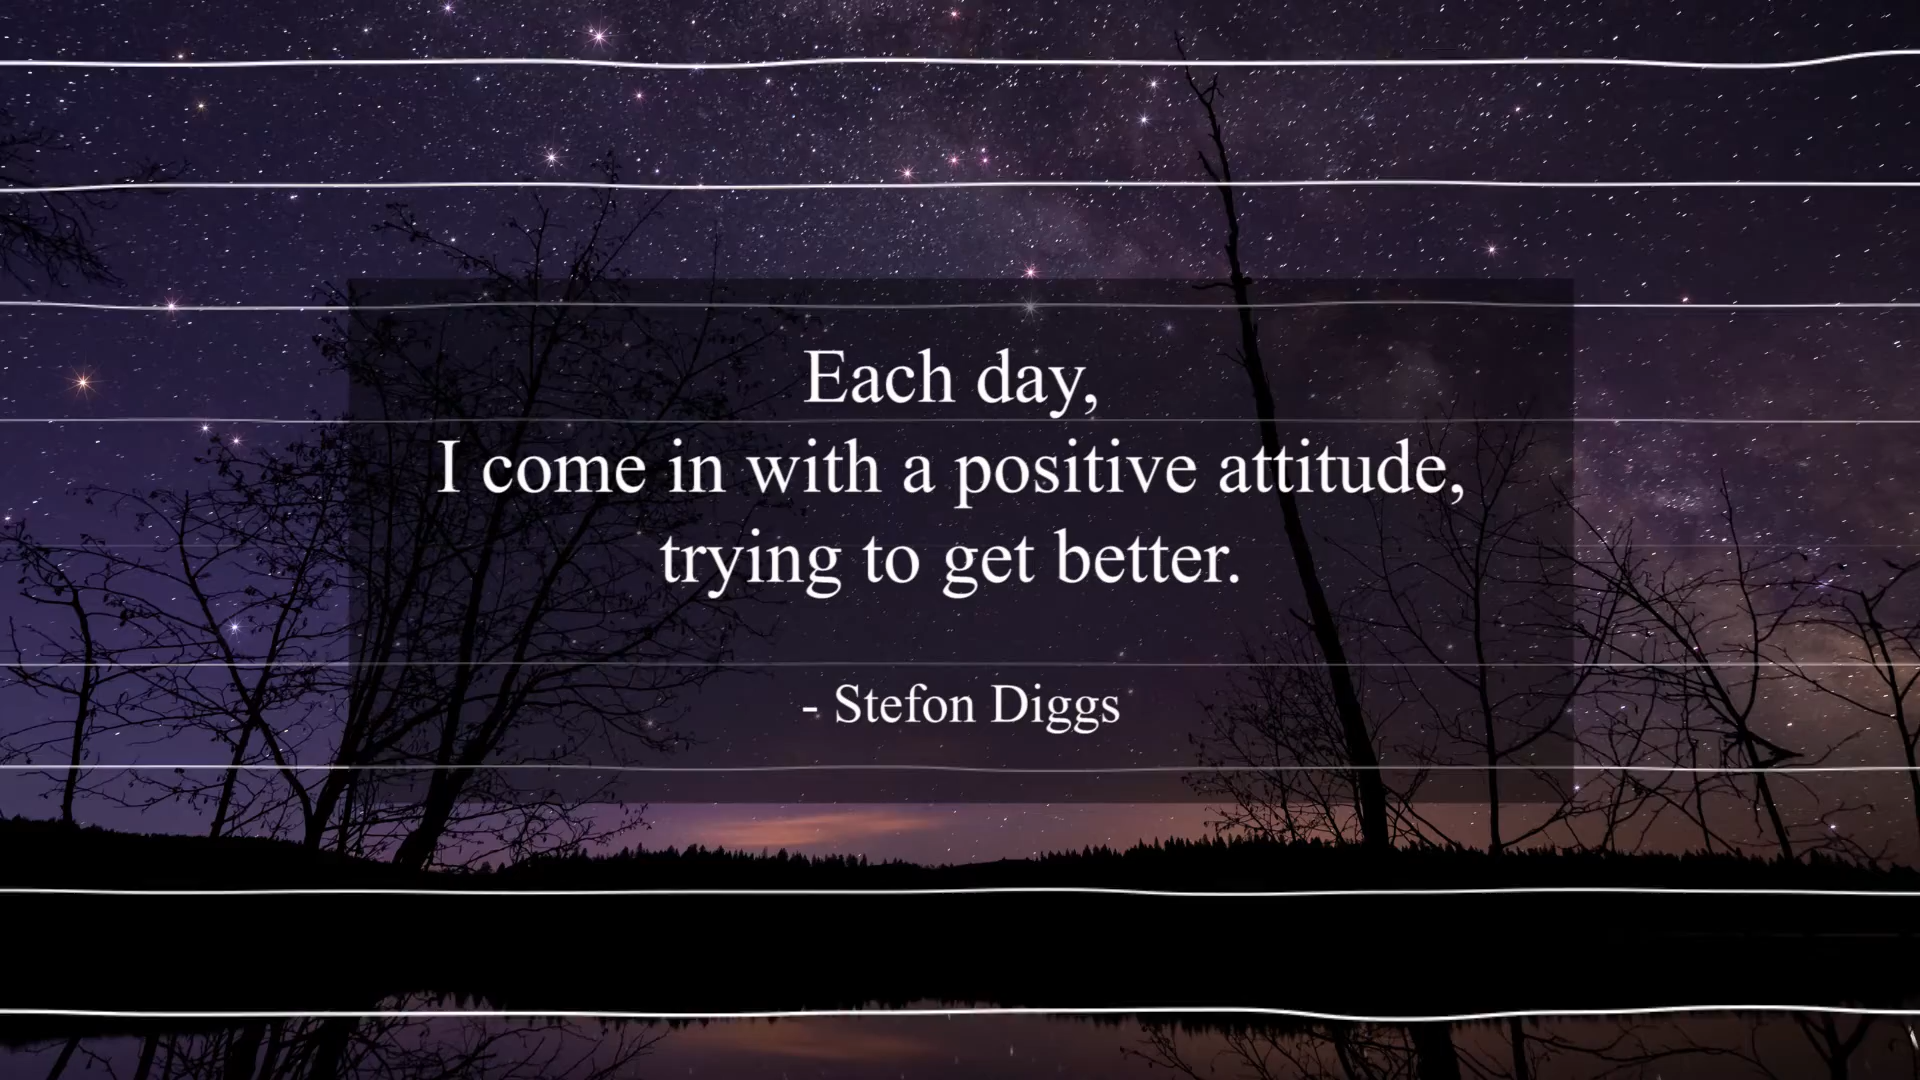 Each day,
I come in with a positive attitude,
trying to get better.
- Stefon Diggs